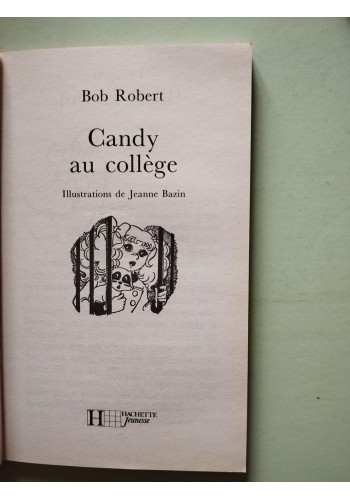 Bob Robert
Candy
au collège
Illustrations de Jeanne Bazin
H
HACHETTE
Jeunesse